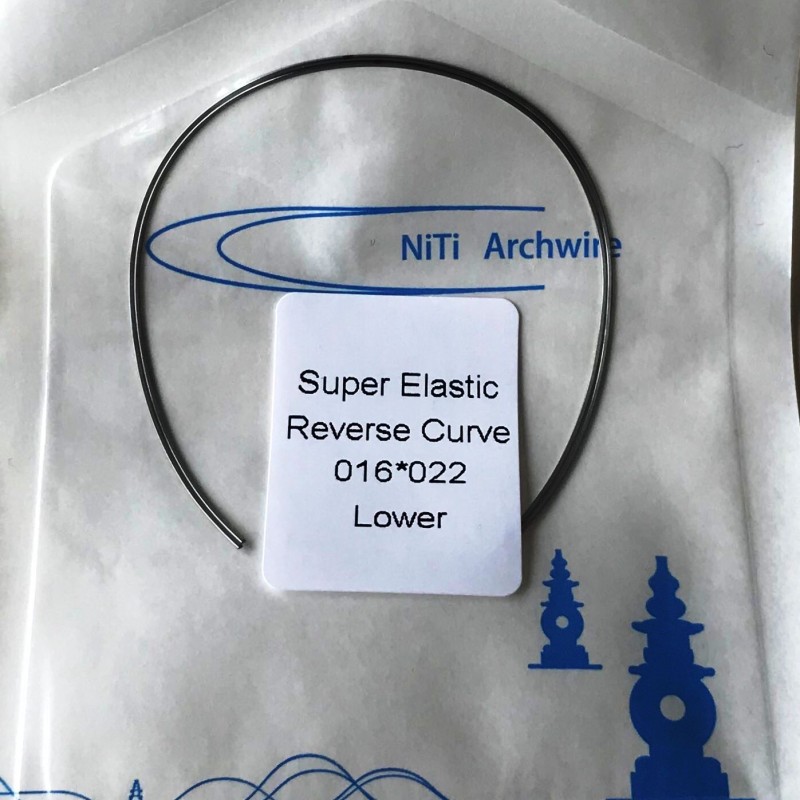 NiTi Archwire
Super Elastic
Reverse Curve
016*022
Lower